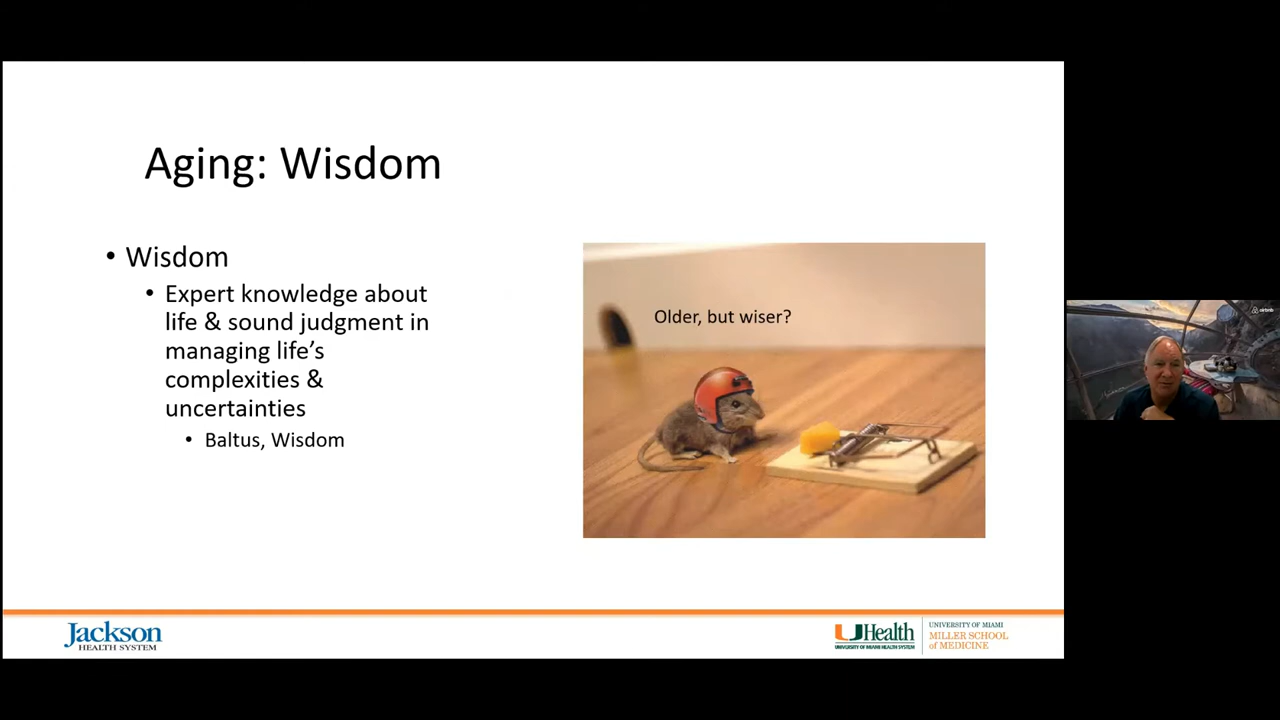 Aging: Wisdom
• Wisdom
• Expert knowledge about
life & sound judgment in
managing life’s
complexities &
uncertainties
• Baltus, Wisdom
Older, but wiser?
airbnb
Jackson
HEALTH SYSTEM
UHealth
UNIVERSITY OF MIAMI HEALTH SYSTEM
UNIVERSITY OF MIAMI
MILLER SCHOOL
of MEDICINE